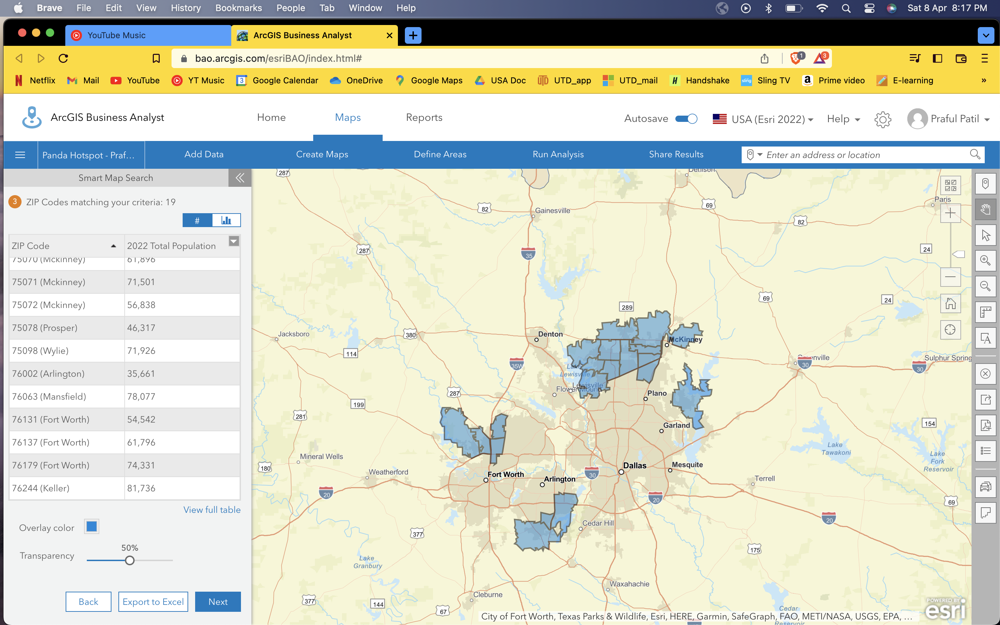 Brave File Edit View History Bookmarks People Tab Window Help Sat 8 Apr 8:17 PM
YouTube Music
ArcGIS Business Analyst
bao.arcgis.com/esriBAO/index.html#
1
3
Netflix Mail YouTube YT Music 3 Google Calendar OneDrive Google Maps USA Doc UTD_app UTD_mail Handshake sling Sling TV Prime video E-learning »
ArcGIS Business Analyst Home Maps Reports Autosave USA (Esri 2022) Help Praful Patil
Panda Hotspot - Praf... Add Data Create Maps Define Areas Run Analysis Share Results Enter an address or location
Smart Map Search
3 ZIP Codes matching your criteria: 19
#
ZIP Code 2022 Total Population
75070 (Mckinney) 61,896
75071 (Mckinney) 71,501
75072 (Mckinney) 56,838
75078 (Prosper) 46,317
75098 (Wylie) 71,926
76002 (Arlington) 35,661
76063 (Mansfield) 78,077
76131 (Fort Worth) 54,542
76137 (Fort Worth) 61,796
76179 (Fort Worth) 74,331
76244 (Keller) 81,736
View full table
Overlay color
50%
Transparency
Back Export to Excel Next
287
Denison
Paris
82
Gainesville
69
82
287
35
24
69
24
289
Jacksboro
380
Denton
McKinney
114
35W
30
Sulphur Spring
30
Lake
Lewisville
Lewisville
Flower Mound
287
Plano
199
281
Garland
154
Lake
Tawakoni
Lake
Fork
Reservoir
Mineral Wells
180
Weatherford
Fort Worth
Arlington
30
Dallas
Mesquite
Terrell
20
20
69
20
Cedar Hill
377
175
Lake
Granbury
Waxahachie
Cleburne
377
144
67
Cedar
Reservoir
POWERED BY
esri
City of Fort Worth, Texas Parks & Wildlife, Esri, HERE, Garmin, SafeGraph, FAO, METI/NASA, USGS, EPA, ...